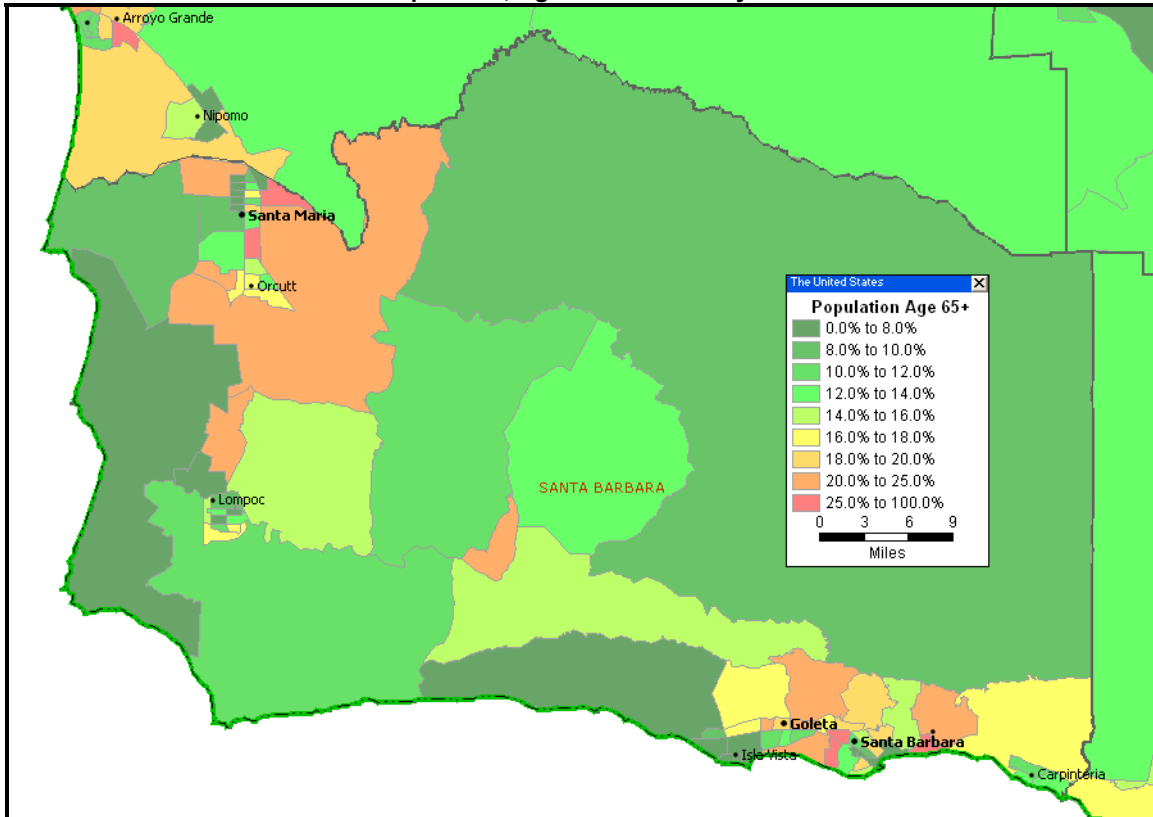 Arroyo Grande
Nipomo
Santa Maria
Orcutt
The United States
Population Age 65+
0.0% to 8.0%
8.0% to 10.0%
10.0% to 12.0%
12.0% to 14.0%
14.0% to 16.0%
16.0% to 18.0%
18.0% to 20.0%
20.0% to 25.0%
25.0% to 100.0%
0 3 6 9
Miles
SANTA BARBARA
Lompoc
Goleta
Santa Barbara
Isla Vista
Carpinteria